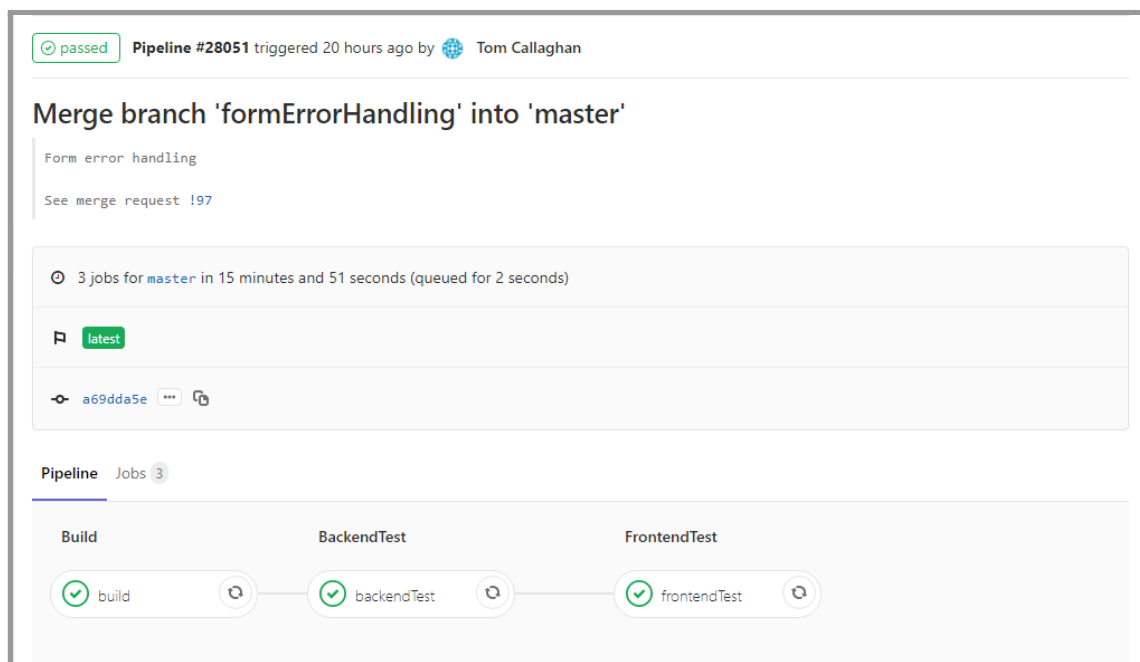 passed Pipeline #28051 triggered 20 hours ago by Tom Callaghan
Merge branch 'formErrorHandling' into 'master'
Form error handling
See merge request !97
3 jobs for master in 15 minutes and 51 seconds (queued for 2 seconds)
latest
a69dda5e ...
Pipeline Jobs 3
Build BackendTest FrontendTest
build backendTest frontendTest